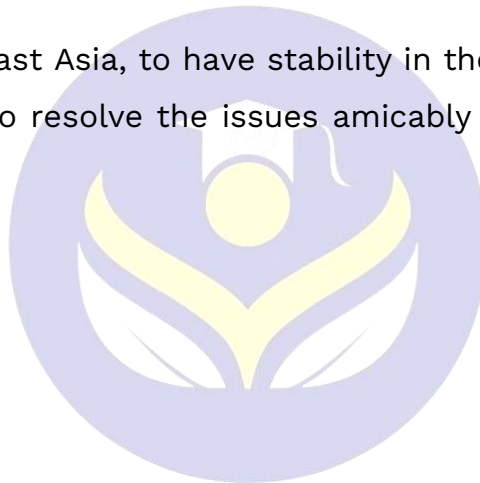 ast Asia, to have stability in the
o resolve the issues amicably